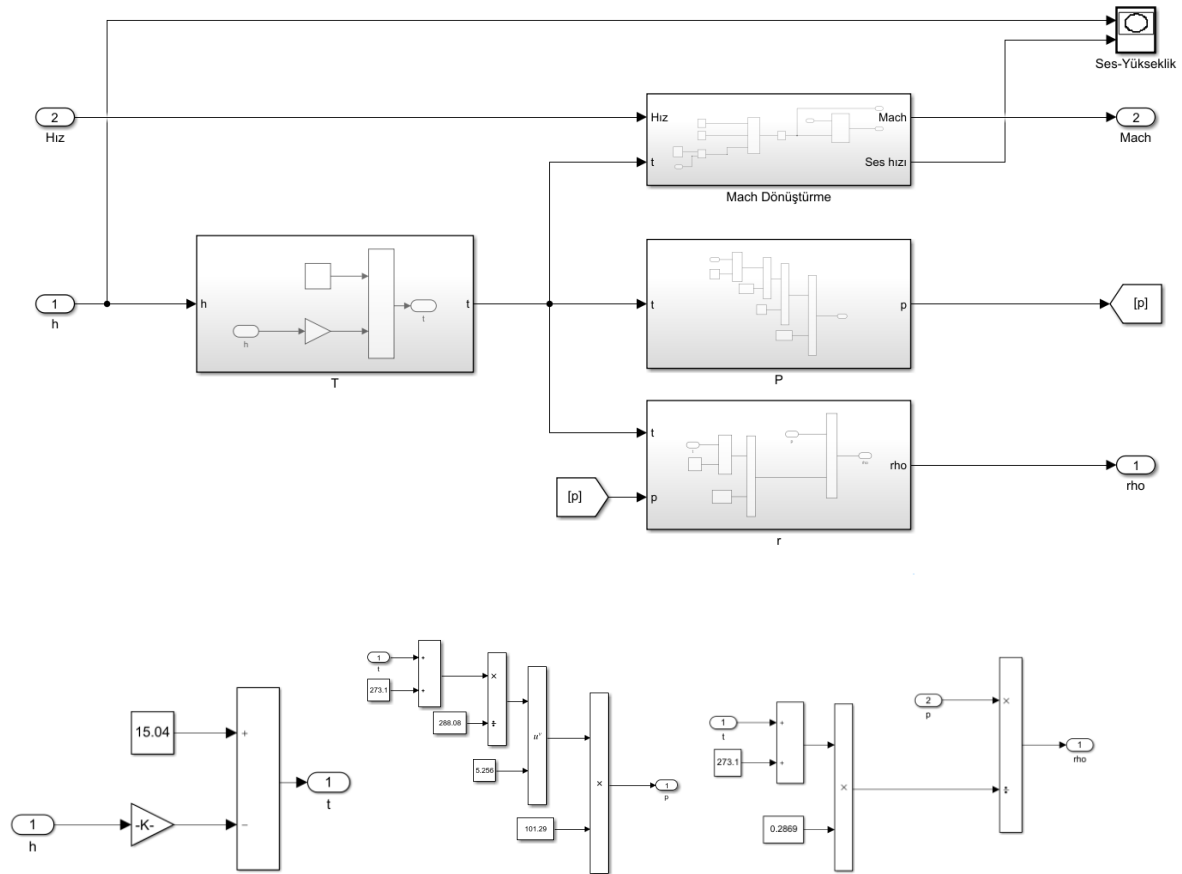 Ses-Yükseklik
2
Hız
Hız
Mach
2
Mach
t
Ses hızı
Mach Dönüştürme
1
h
h
h
t
t
T
t
p
P
[p]
t
[p]
p
rho
r
1
rho
15.04
+
1
h
-K-
−
1
t
1
t
+
273.1
+
×
288.08
÷
5.256
uᵛ
101.29
×
1
p
1
t
+
273.1
+
0.2869
×
2
p
×
÷
1
rho